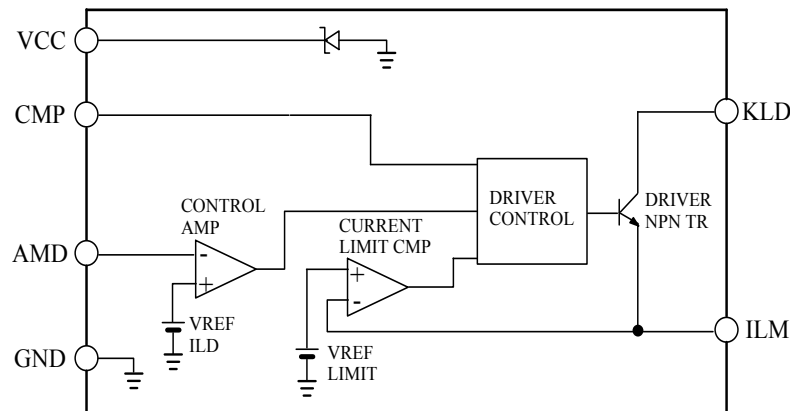 VCC
CMP
KLD
CONTROL
AMP
DRIVER
CONTROL
DRIVER
NPN TR
CURRENT
LIMIT CMP
AMD
-
+
+
-
VREF
ILD
ILM
GND
VREF
LIMIT